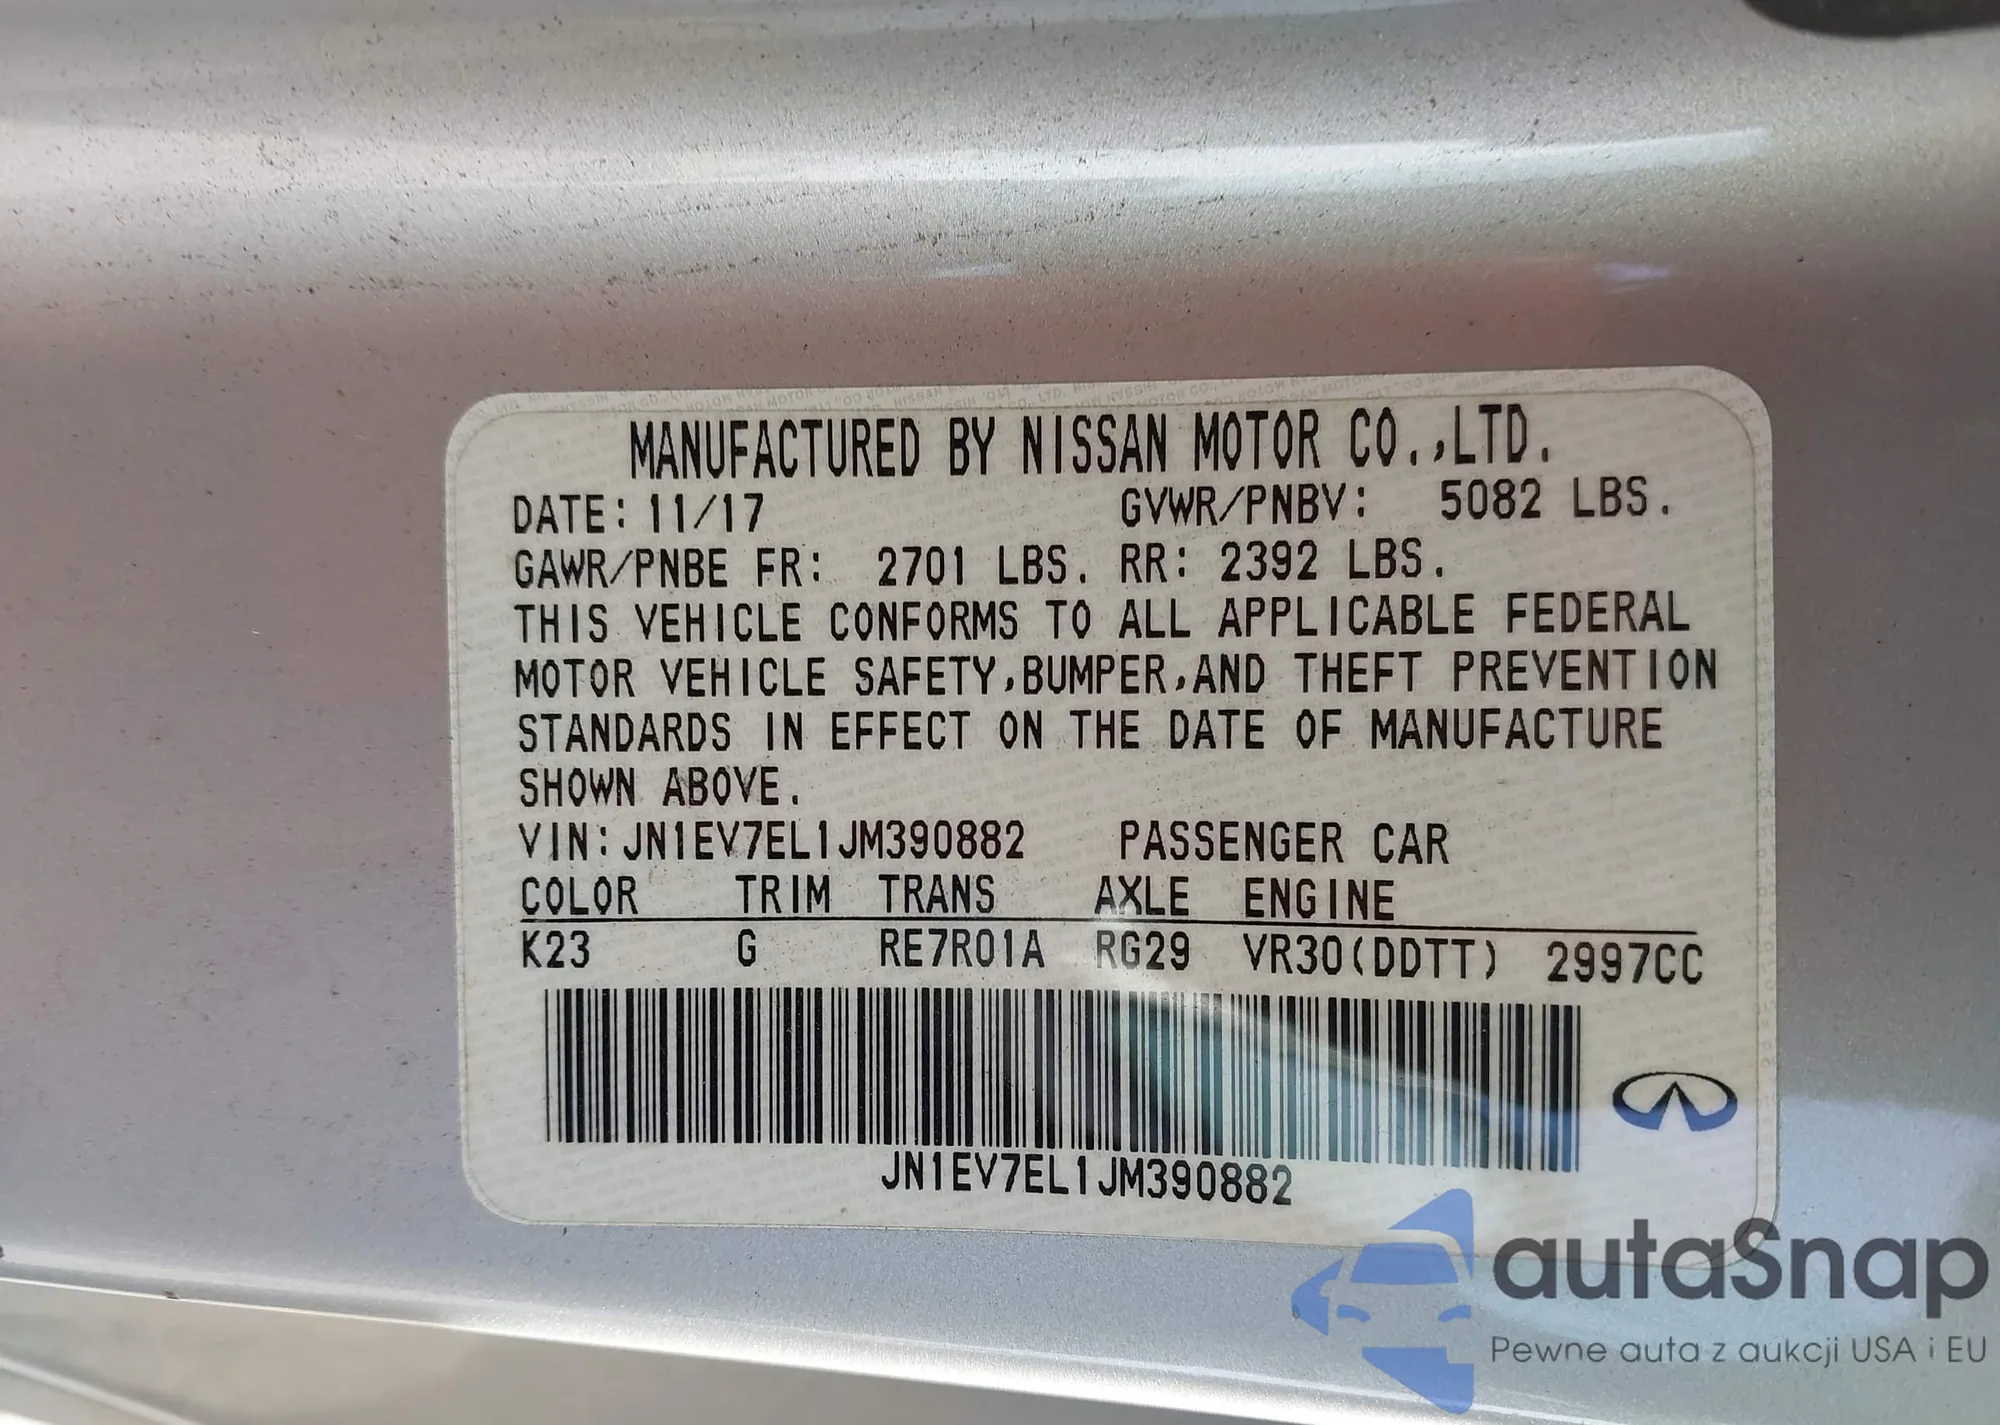 MANUFACTURED BY NISSAN MOTOR CO.,LTD.
DATE: 11/17 GVWR/PNBV: 5082 LBS.
GAWR/PNBE FR: 2701 LBS. RR: 2392 LBS.
THIS VEHICLE CONFORMS TO ALL APPLICABLE FEDERAL
MOTOR VEHICLE SAFETY,BUMPER,AND THEFT PREVENTION
STANDARDS IN EFFECT ON THE DATE OF MANUFACTURE
SHOWN ABOVE.
VIN:JN1EV7EL1JM390882 PASSENGER CAR
COLOR TRIM TRANS AXLE ENGINE
K23 G RE7R01A RG29 VR30(DDTT) 2997CC
JN1EV7EL1JM390882
autaSnap
Pewne auta z aukcji USA i EU